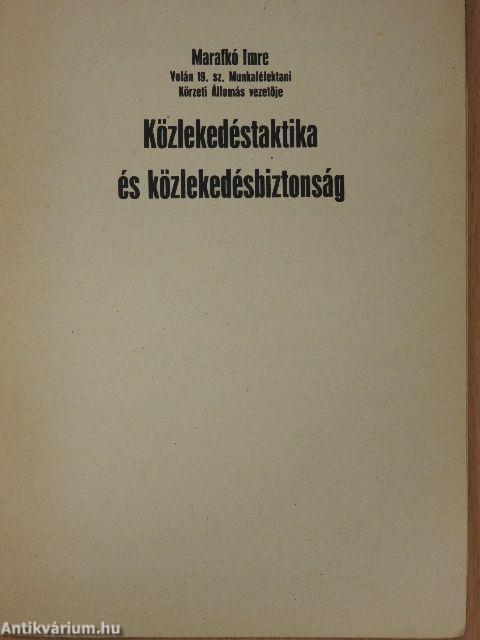 Marafkó Imre
Volán 19. sz. Munkalélektani
Körzeti Állomás vezetője
Közlekedéstaktika
és közlekedésbiztonság
Antikvárium.hu